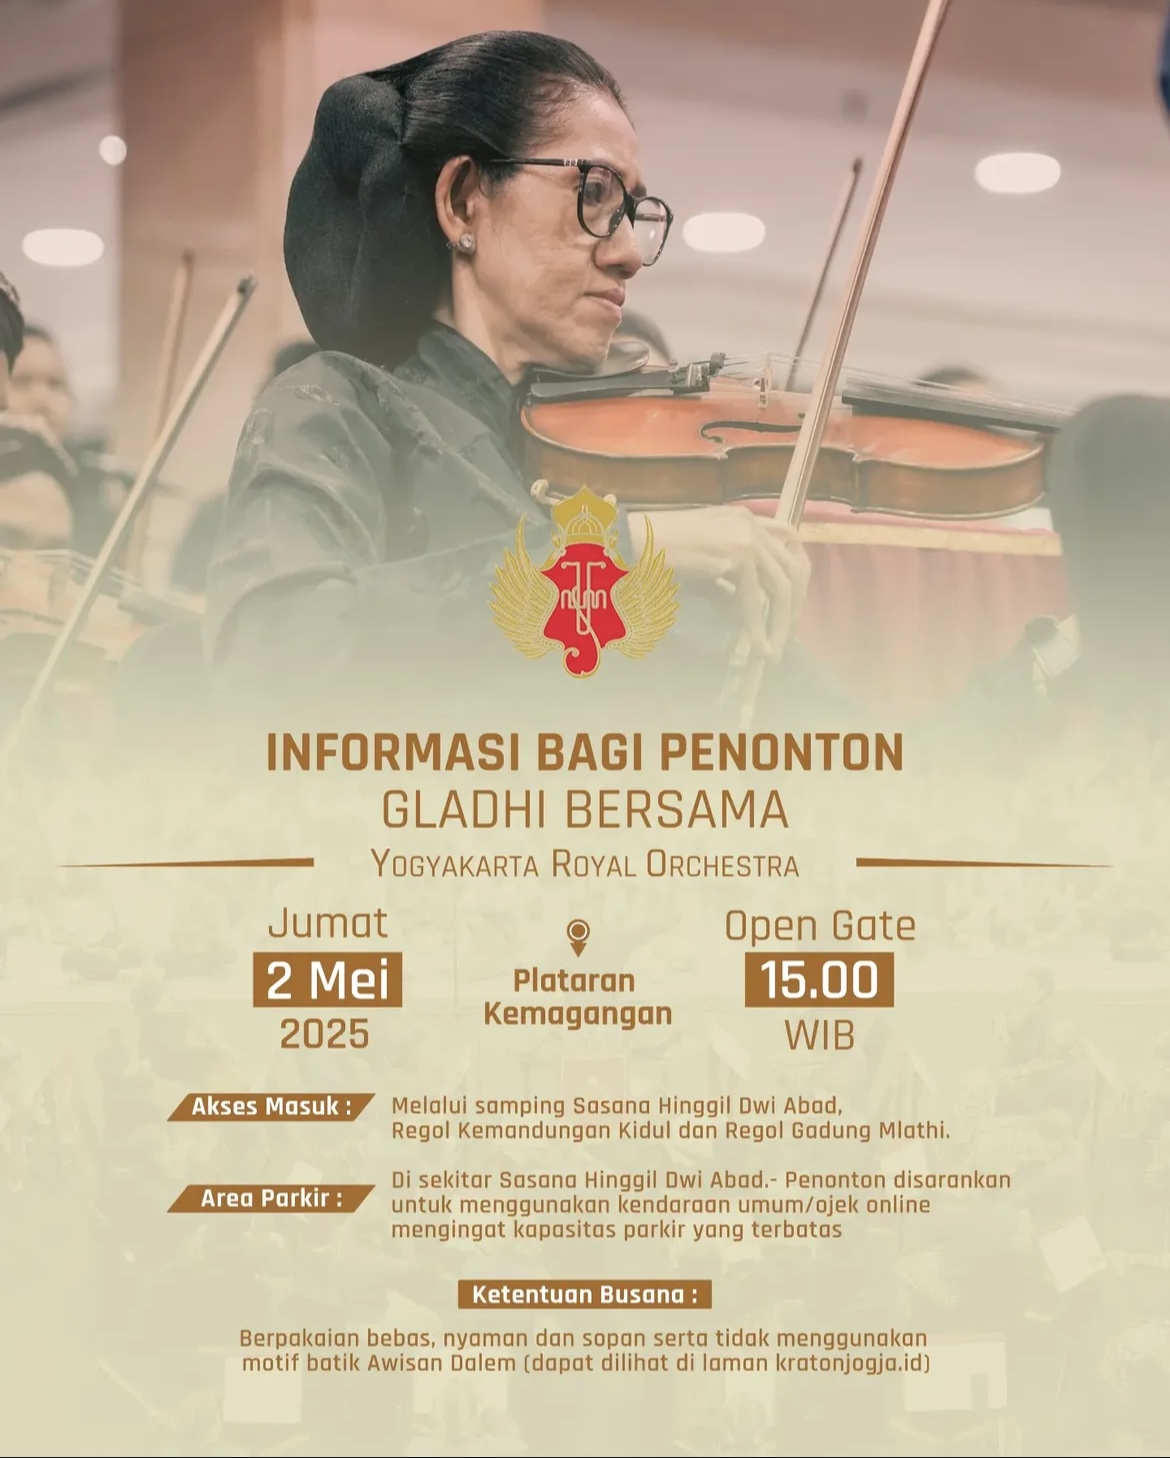 INFORMASI BAGI PENONTON
GLADHI BERSAMA
YOGYAKARTA ROYAL ORCHESTRA
Jumat
2 Mei
2025
Plataran
Kemagangan
Open Gate
15.00
WIB
Akses Masuk :
Melalui samping Sasana Hinggil Dwi Abad,
Regol Kemandungan Kidul dan Regol Gadung Mlathi.
Area Parkir :
Di sekitar Sasana Hinggil Dwi Abad.- Penonton disarankan
untuk menggunakan kendaraan umum/ojek online
mengingat kapasitas parkir yang terbatas
Ketentuan Busana :
Berpakaian bebas, nyaman dan sopan serta tidak menggunakan
motif batik Awisan Dalem (dapat dilihat di laman kratonjogja.id)